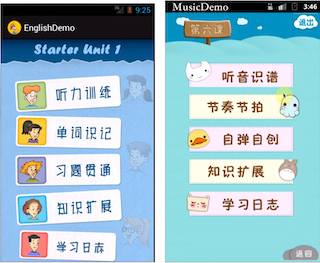 9:25
EnglishDemo
Starter Unit 1
听力训练
单词识记
习题贯通
知识扩展
学习日志
MusicDemo
3:46
第六课
退出
听音识谱
节奏节拍
自弹自创
知识扩展
学习日志
返回